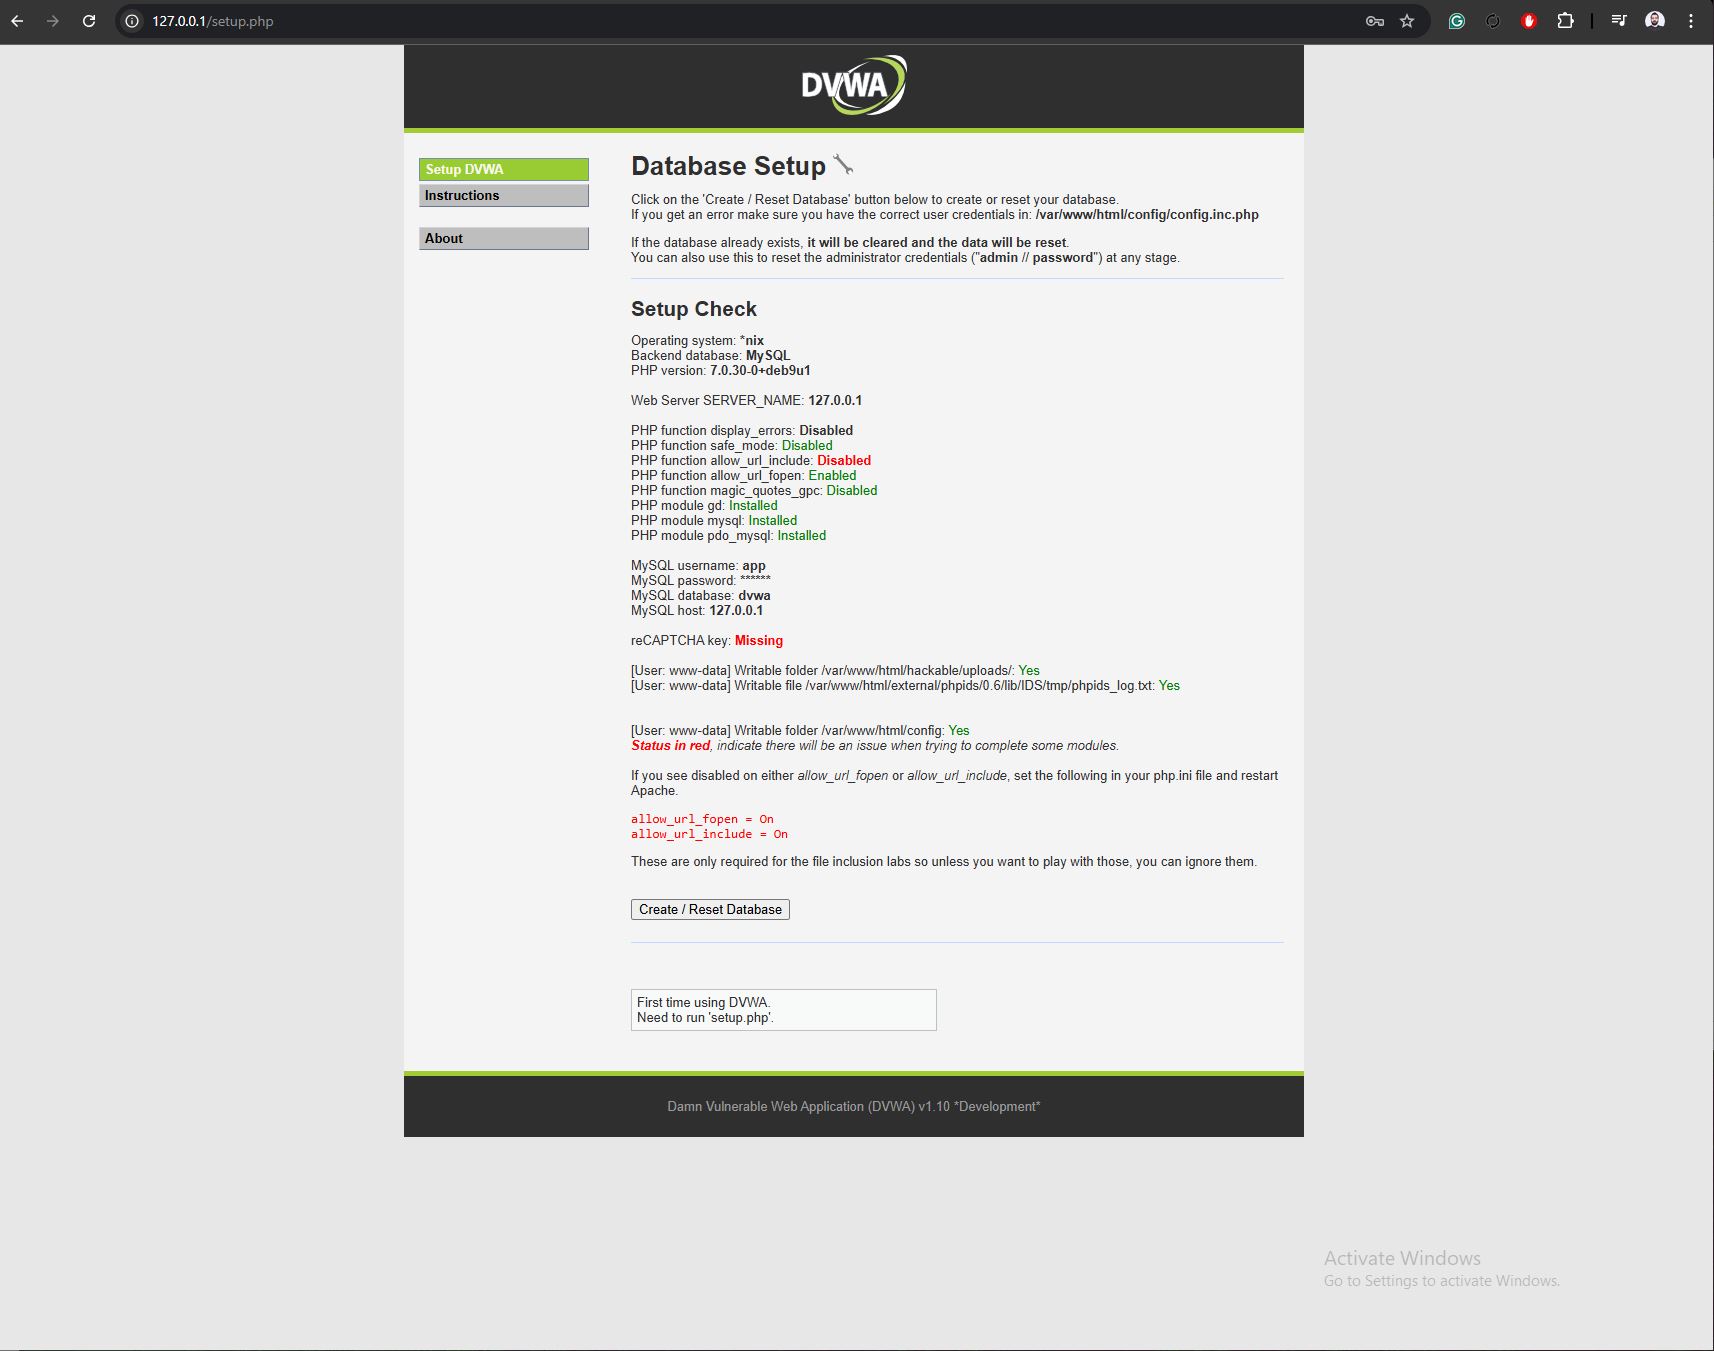 127.0.0.1/setup.php
DVWA
Setup DVWA
Instructions
About
Database Setup
Click on the 'Create / Reset Database' button below to create or reset your database.
If you get an error make sure you have the correct user credentials in: /var/www/html/config/config.inc.php
If the database already exists, it will be cleared and the data will be reset.
You can also use this to reset the administrator credentials ("admin // password") at any stage.
Setup Check
Operating system: *nix
Backend database: MySQL
PHP version: 7.0.30-0+deb9u1
Web Server SERVER_NAME: 127.0.0.1
PHP function display_errors: Disabled
PHP function safe_mode: Disabled
PHP function allow_url_include: Disabled
PHP function allow_url_fopen: Enabled
PHP function magic_quotes_gpc: Disabled
PHP module gd: Installed
PHP module mysql: Installed
PHP module pdo_mysql: Installed
MySQL username: app
MySQL password: ******
MySQL database: dvwa
MySQL host: 127.0.0.1
reCAPTCHA key: Missing
[User: www-data] Writable folder /var/www/html/hackable/uploads/: Yes
[User: www-data] Writable file /var/www/html/external/phpids/0.6/lib/IDS/tmp/phpids_log.txt: Yes
[User: www-data] Writable folder /var/www/html/config: Yes
Status in red, indicate there will be an issue when trying to complete some modules.
If you see disabled on either allow_url_fopen or allow_url_include, set the following in your php.ini file and restart
Apache.
allow_url_fopen = On
allow_url_include = On
These are only required for the file inclusion labs so unless you want to play with those, you can ignore them.
Create / Reset Database
First time using DVWA.
Need to run 'setup.php'.
Damn Vulnerable Web Application (DVWA) v1.10 *Development*
Activate Windows
Go to Settings to activate Windows.